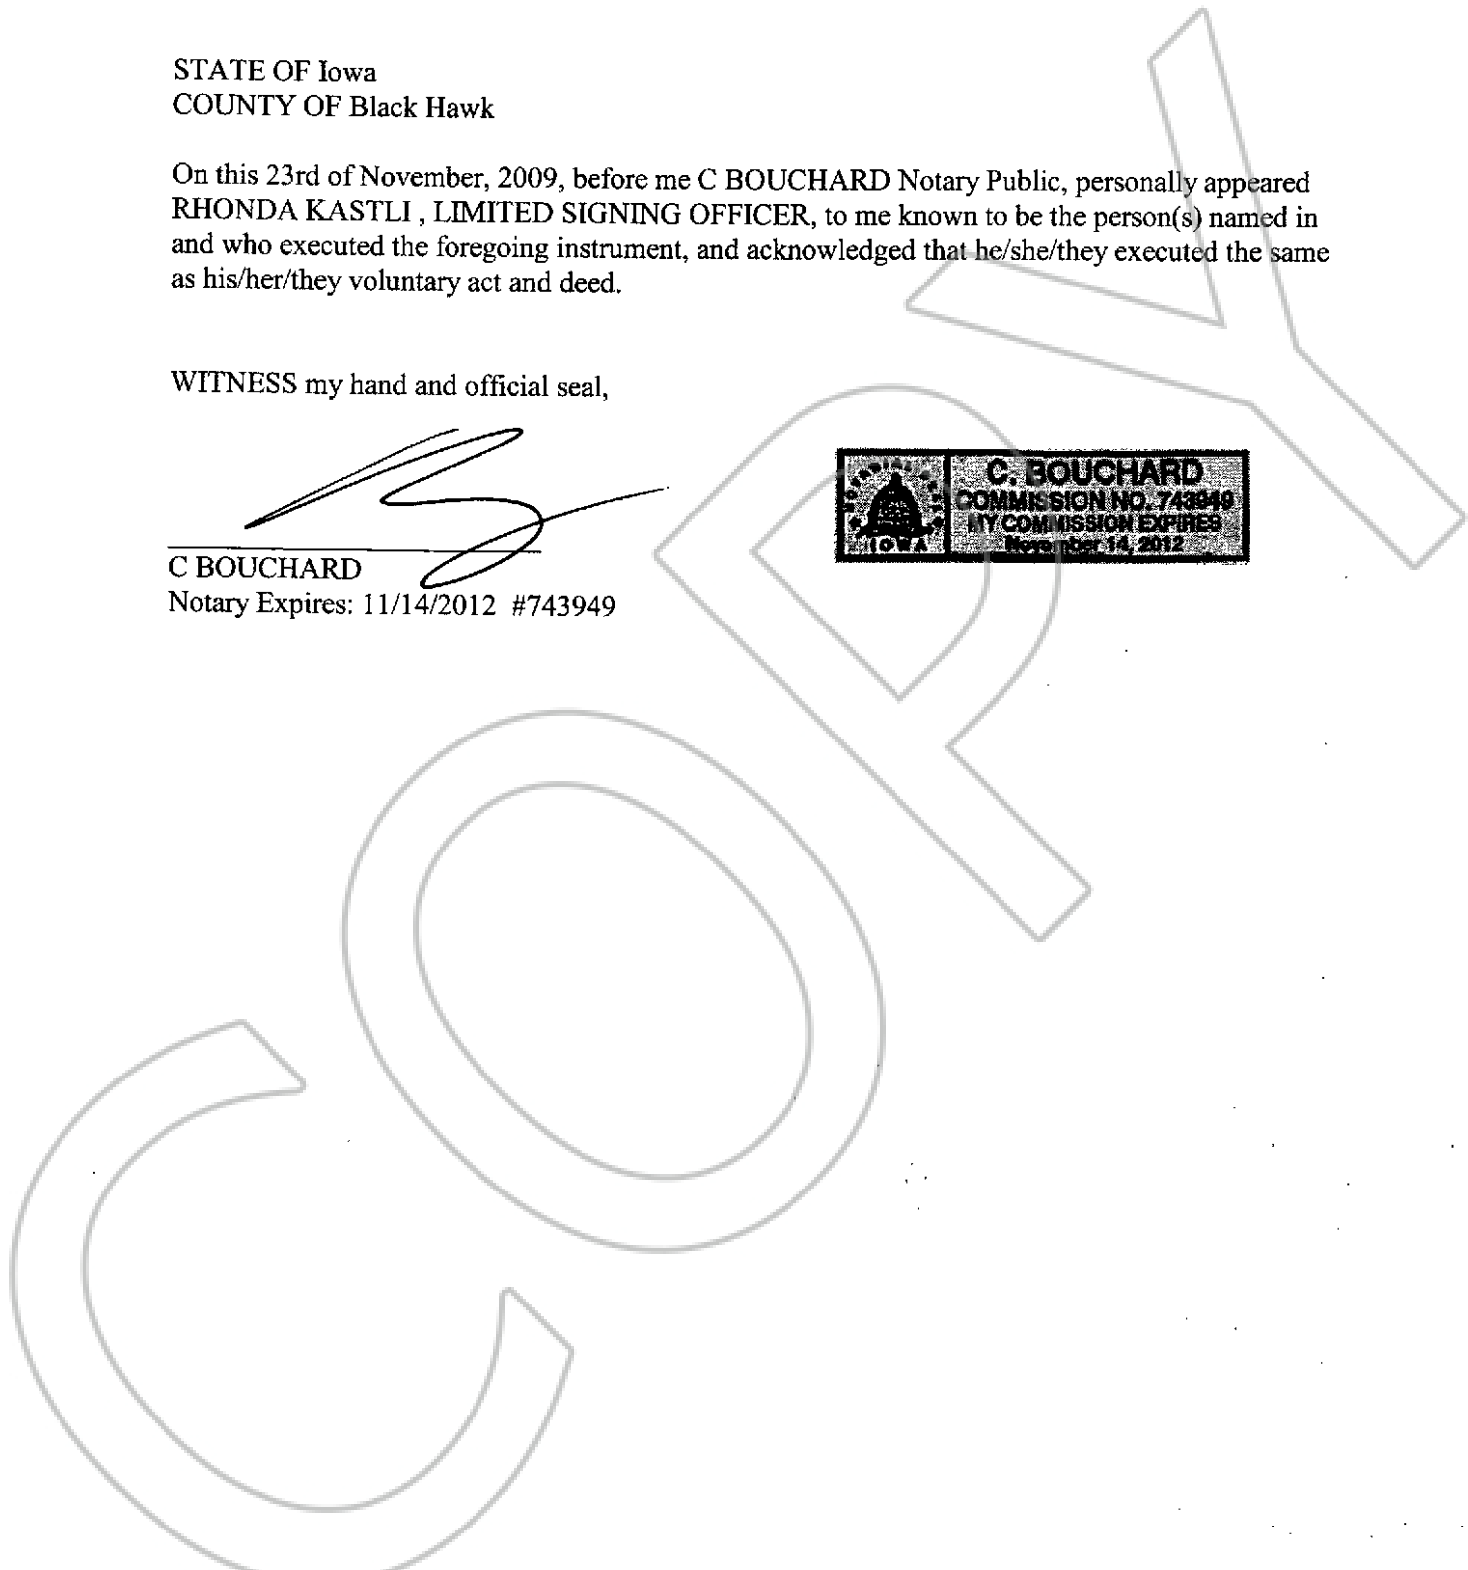 STATE OF Iowa
COUNTY OF Black Hawk
On this 23rd of November, 2009, before me C BOUCHARD Notary Public, personally appeared
RHONDA KASTLI , LIMITED SIGNING OFFICER, to me known to be the person(s) named in
and who executed the foregoing instrument, and acknowledged that he/she/they executed the same
as his/her/they voluntary act and deed.
WITNESS my hand and official seal,
C. BOUCHARD
COMMISSION NO. 743949
MY COMMISSION EXPIRES
November 14, 2012
IOWA
C BOUCHARD
Notary Expires: 11/14/2012 #743949
COPY